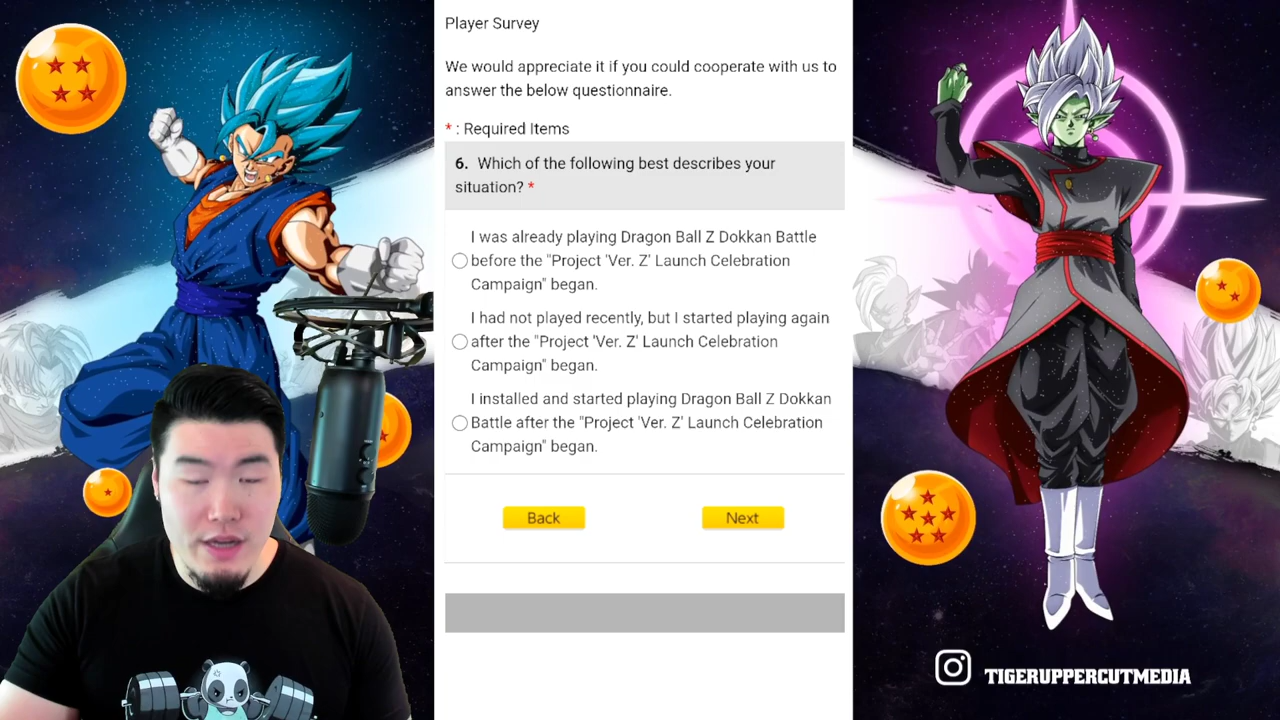 Player Survey
We would appreciate it if you could cooperate with us to
answer the below questionnaire.
* : Required Items
6. Which of the following best describes your
situation? *
I was already playing Dragon Ball Z Dokkan Battle
before the "Project 'Ver. Z' Launch Celebration
Campaign" began.
I had not played recently, but I started playing again
after the "Project 'Ver. Z' Launch Celebration
Campaign" began.
I installed and started playing Dragon Ball Z Dokkan
Battle after the "Project 'Ver. Z' Launch Celebration
Campaign" began.
Back
Next
TIGERUPPERCUTMEDIA